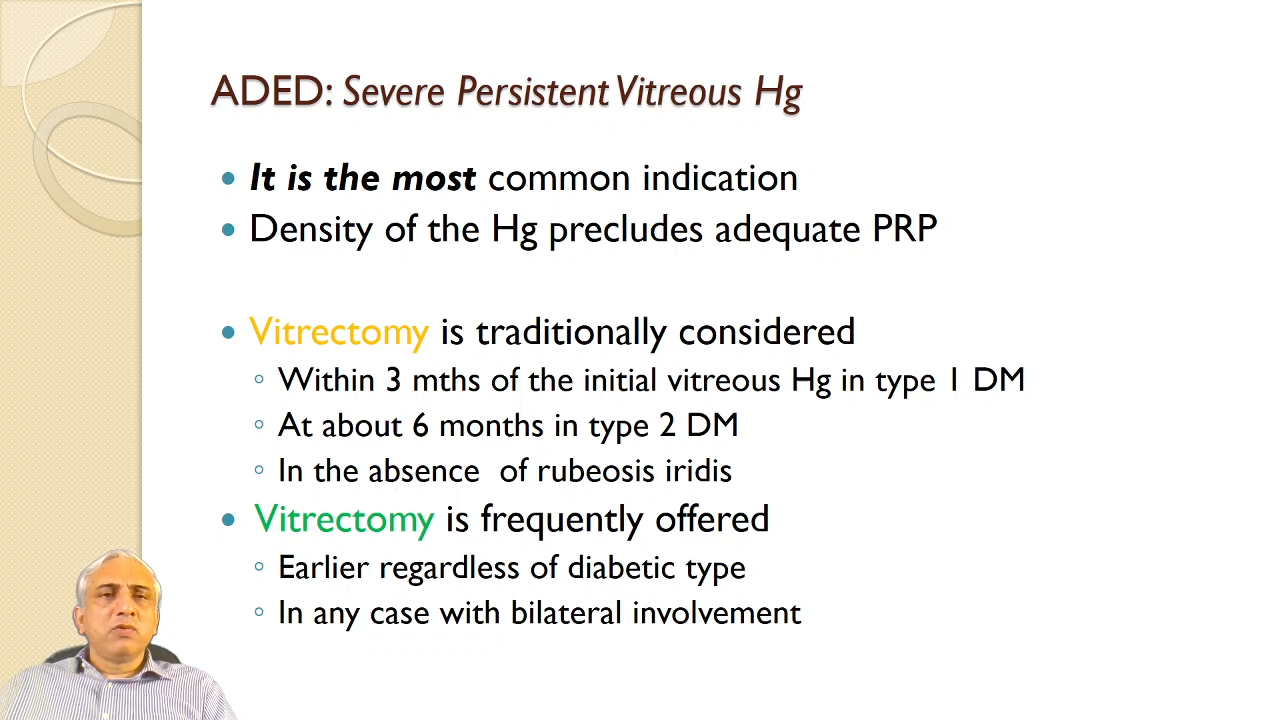 ADED: Severe Persistent Vitreous Hg
• It is the most common indication
• Density of the Hg precludes adequate PRP
• Vitrectomy is traditionally considered
◦ Within 3 mths of the initial vitreous Hg in type 1 DM
◦ At about 6 months in type 2 DM
◦ In the absence of rubeosis iridis
• Vitrectomy is frequently offered
◦ Earlier regardless of diabetic type
◦ In any case with bilateral involvement